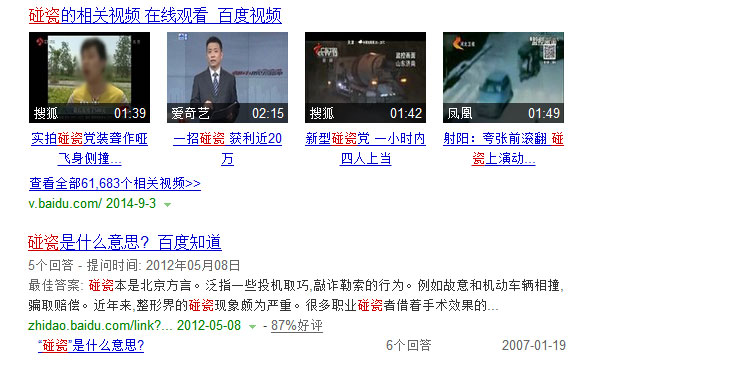 碰瓷的相关视频 在线观看_百度视频
搜狐 01:39
爱奇艺 02:15
监控画面
山东济南
搜狐 01:42
凤凰 01:49
实拍碰瓷党装聋作哑 飞身侧撞...
一招碰瓷 获利近20万
新型碰瓷党 一小时内四人上当
射阳：夸张前滚翻 碰瓷上演动...
查看全部61,683个相关视频>>
v.baidu.com/ 2014-9-3
碰瓷是什么意思？_百度知道
5个回答 - 提问时间: 2012年05月08日
最佳答案: 碰瓷本是北京方言。泛指一些投机取巧,敲诈勒索的行为。例如故意和机动车辆相撞,
骗取赔偿。近年来,整形界的碰瓷现象颇为严重。很多职业碰瓷者借着手术效果的...
zhidao.baidu.com/link?... 2012-05-08 - 87%好评
“碰瓷”是什么意思? 6个回答 2007-01-19